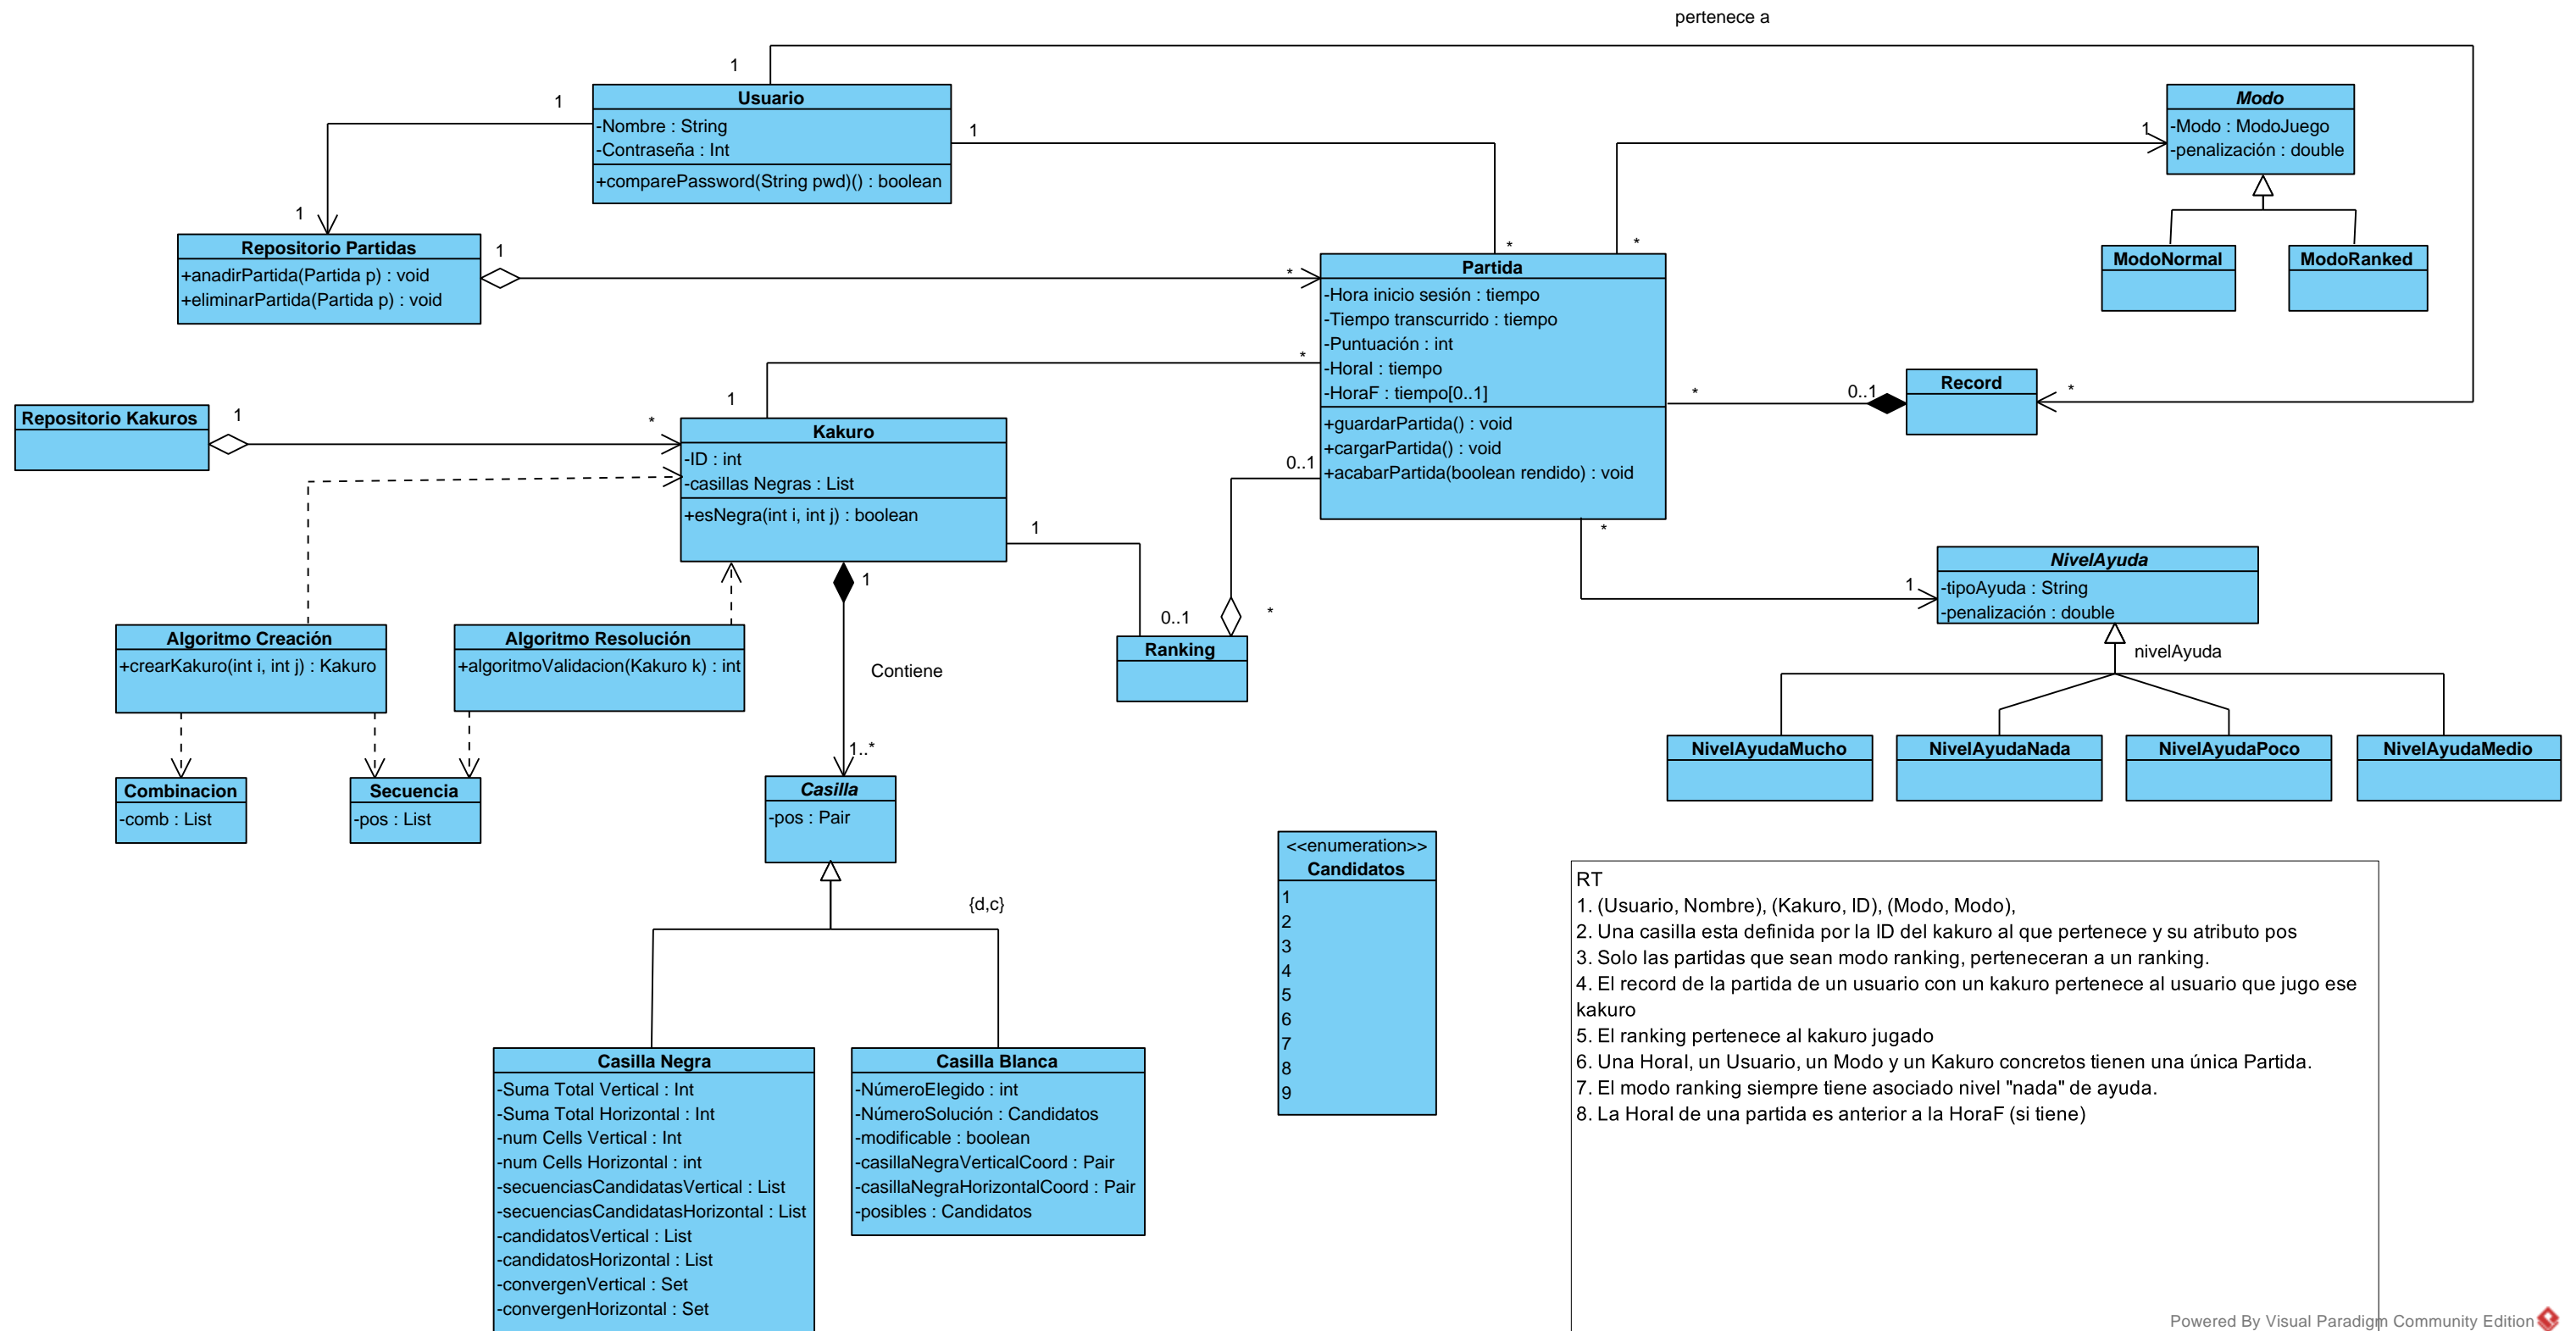 pertenece a
1
Usuario
-Nombre : String
-Contraseña : Int
+comparePassword(String pwd)() : boolean
1
1
1
Modo
-Modo : ModoJuego
-penalización : double
1
ModoNormal
ModoRanked
Repositorio Partidas
+anadirPartida(Partida p) : void
+eliminarPartida(Partida p) : void
1
*
*
*
Partida
-Hora inicio sesión : tiempo
-Tiempo transcurrido : tiempo
-Puntuación : int
-HoraI : tiempo
-HoraF : tiempo[0..1]
+guardarPartida() : void
+cargarPartida() : void
+acabarPartida(boolean rendido) : void
*
1
*
0..1
Record
*
Repositorio Kakuros
1
*
Kakuro
-ID : int
-casillas Negras : List
+esNegra(int i, int j) : boolean
0..1
1
1
*
1
NivelAyuda
-tipoAyuda : String
-penalización : double
nivelAyuda
Algoritmo Creación
+crearKakuro(int i, int j) : Kakuro
Algoritmo Resolución
+algoritmoValidacion(Kakuro k) : int
Contiene
0..1
*
Ranking
NivelAyudaMucho
NivelAyudaNada
NivelAyudaPoco
NivelAyudaMedio
Combinacion
-comb : List
Secuencia
-pos : List
1..*
Casilla
-pos : Pair
{d,c}
<<enumeration>>
Candidatos
1
2
3
4
5
6
7
8
9
RT
1. (Usuario, Nombre), (Kakuro, ID), (Modo, Modo),
2. Una casilla esta definida por la ID del kakuro al que pertenece y su atributo pos
3. Solo las partidas que sean modo ranking, perteneceran a un ranking.
4. El record de la partida de un usuario con un kakuro pertenece al usuario que jugo ese
kakuro
5. El ranking pertenece al kakuro jugado
6. Una HoraI, un Usuario, un Modo y un Kakuro concretos tienen una única Partida.
7. El modo ranking siempre tiene asociado nivel "nada" de ayuda.
8. La HoraI de una partida es anterior a la HoraF (si tiene)
Casilla Negra
-Suma Total Vertical : Int
-Suma Total Horizontal : Int
-num Cells Vertical : Int
-num Cells Horizontal : int
-secuenciasCandidatasVertical : List
-secuenciasCandidatasHorizontal : List
-candidatosVertical : List
-candidatosHorizontal : List
-convergenVertical : Set
-convergenHorizontal : Set
Casilla Blanca
-NúmeroElegido : int
-NúmeroSolución : Candidatos
-modificable : boolean
-casillaNegraVerticalCoord : Pair
-casillaNegraHorizontalCoord : Pair
-posibles : Candidatos
Powered By Visual Paradigm Community Edition